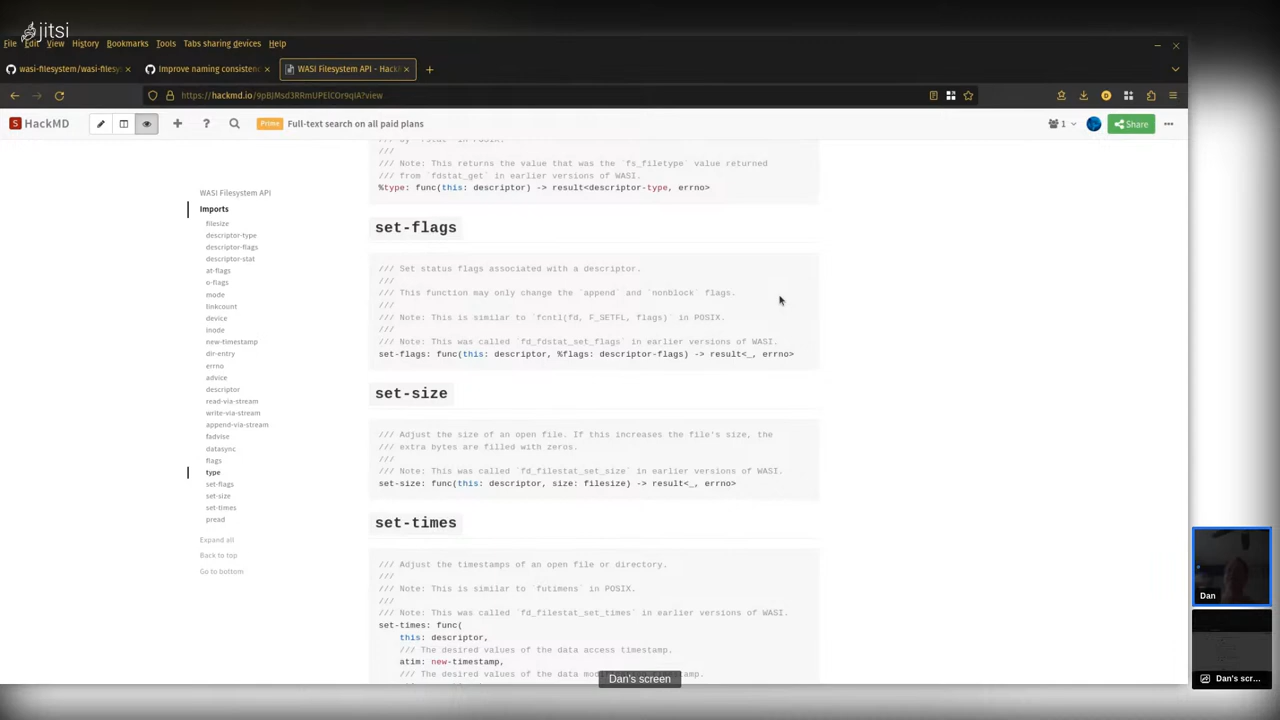 jitsi
File Edit View History Bookmarks Tools Tabs sharing devices Help
wasi-filesystem/wasi-filesy
Improve naming consistenc
WASI Filesystem API - Hack
https://hackmd.io/9pBJMsd3RRmUPElCOr9qIA?view
HackMD
Prime Full-text search on all paid plans
1
Share
WASI Filesystem API
Imports
filesize
descriptor-type
descriptor-flags
descriptor-stat
at-flags
o-flags
mode
linkcount
device
inode
new-timestamp
dir-entry
errno
advice
descriptor
read-via-stream
write-via-stream
append-via-stream
fadvise
datasync
flags
type
set-flags
set-size
set-times
pread
Expand all
Back to top
Go to bottom
/// by `fstat` in POSIX.
///
/// Note: This returns the value that was the `fs_filetype` value returned
/// from `fdstat_get` in earlier versions of WASI.
%type: func(this: descriptor) -> result<descriptor-type, errno>
set-flags
/// Set status flags associated with a descriptor.
///
/// This function may only change the `append` and `nonblock` flags.
///
/// Note: This is similar to `fcntl(fd, F_SETFL, flags)` in POSIX.
///
/// Note: This was called `fd_fdstat_set_flags` in earlier versions of WASI.
set-flags: func(this: descriptor, %flags: descriptor-flags) -> result<_, errno>
set-size
/// Adjust the size of an open file. If this increases the file's size, the
/// extra bytes are filled with zeros.
///
/// Note: This was called `fd_filestat_set_size` in earlier versions of WASI.
set-size: func(this: descriptor, size: filesize) -> result<_, errno>
set-times
/// Adjust the timestamps of an open file or directory.
///
/// Note: This is similar to `futimens` in POSIX.
///
/// Note: This was called `fd_filestat_set_times` in earlier versions of WASI.
set-times: func(
this: descriptor,
/// The desired values of the data access timestamp.
atim: new-timestamp,
/// The desired values of the data
Dan's screen
Dan
Dan's scr...